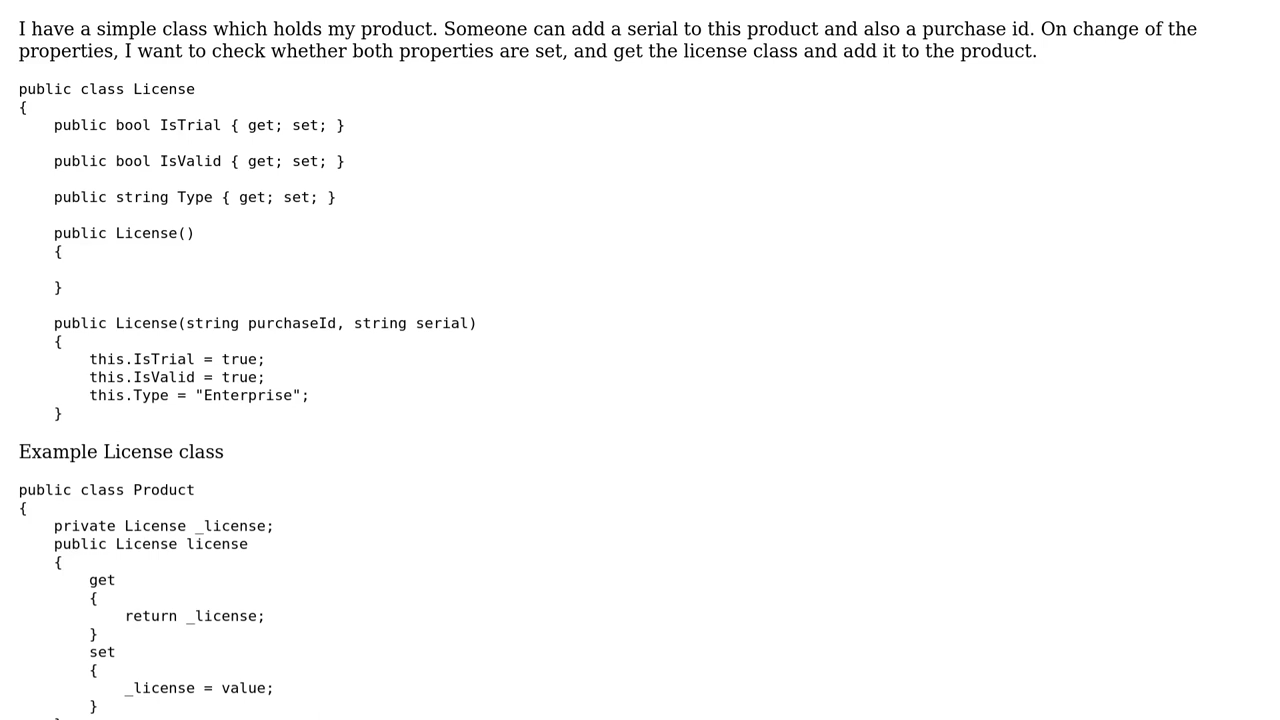 I have a simple class which holds my product. Someone can add a serial to this product and also a purchase id. On change of the
properties, I want to check whether both properties are set, and get the license class and add it to the product.
public class License
{
    public bool IsTrial { get; set; }
    public bool IsValid { get; set; }
    public string Type { get; set; }
    public License()
    {
    }
    public License(string purchaseId, string serial)
    {
        this.IsTrial = true;
        this.IsValid = true;
        this.Type = "Enterprise";
    }
Example License class
public class Product
{
    private License _license;
    public License license
    {
        get
        {
            return _license;
        }
        set
        {
            _license = value;
        }